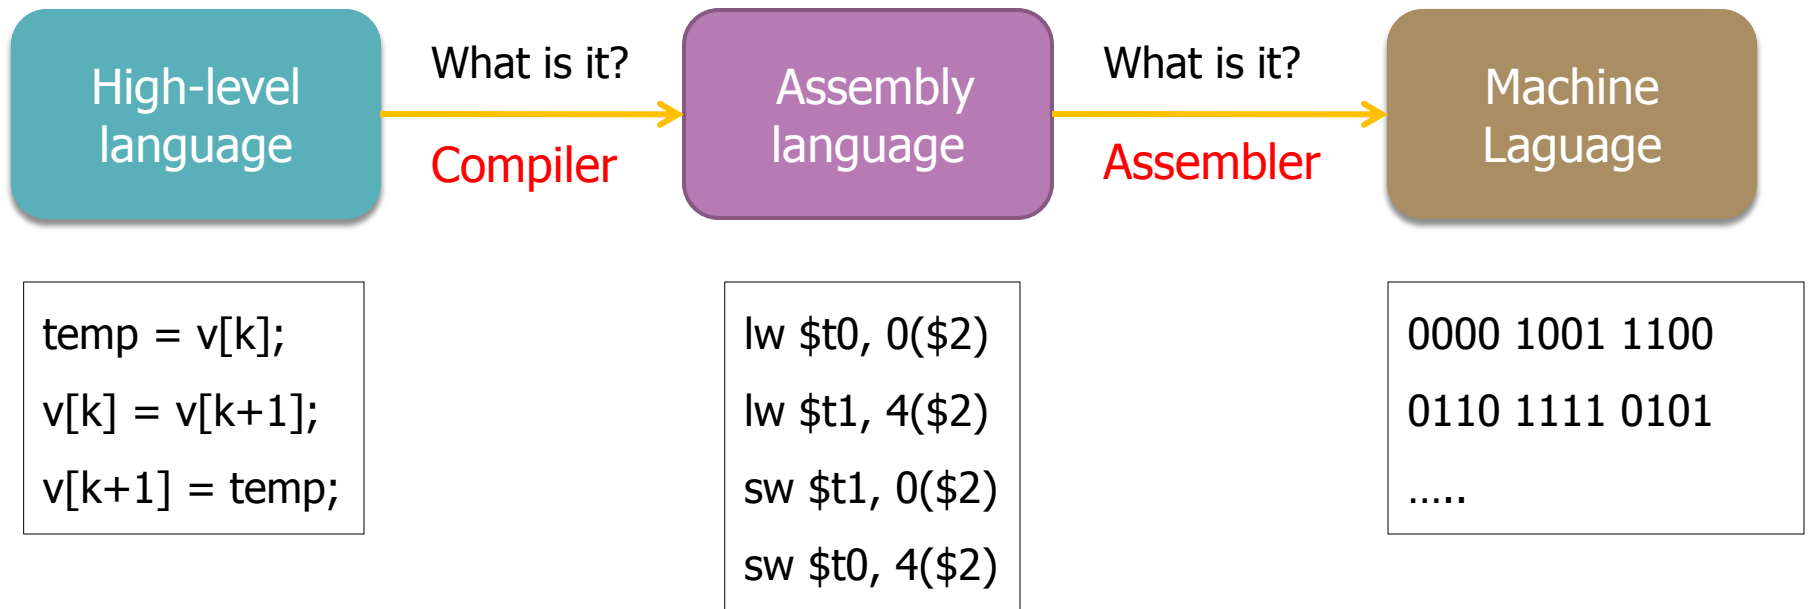 High-level
language
What is it?
Compiler
Assembly
language
What is it?
Assembler
Machine
Laguage
temp = v[k];
v[k] = v[k+1];
v[k+1] = temp;
lw $t0, 0($2)
lw $t1, 4($2)
sw $t1, 0($2)
sw $t0, 4($2)
0000 1001 1100
0110 1111 0101
…..